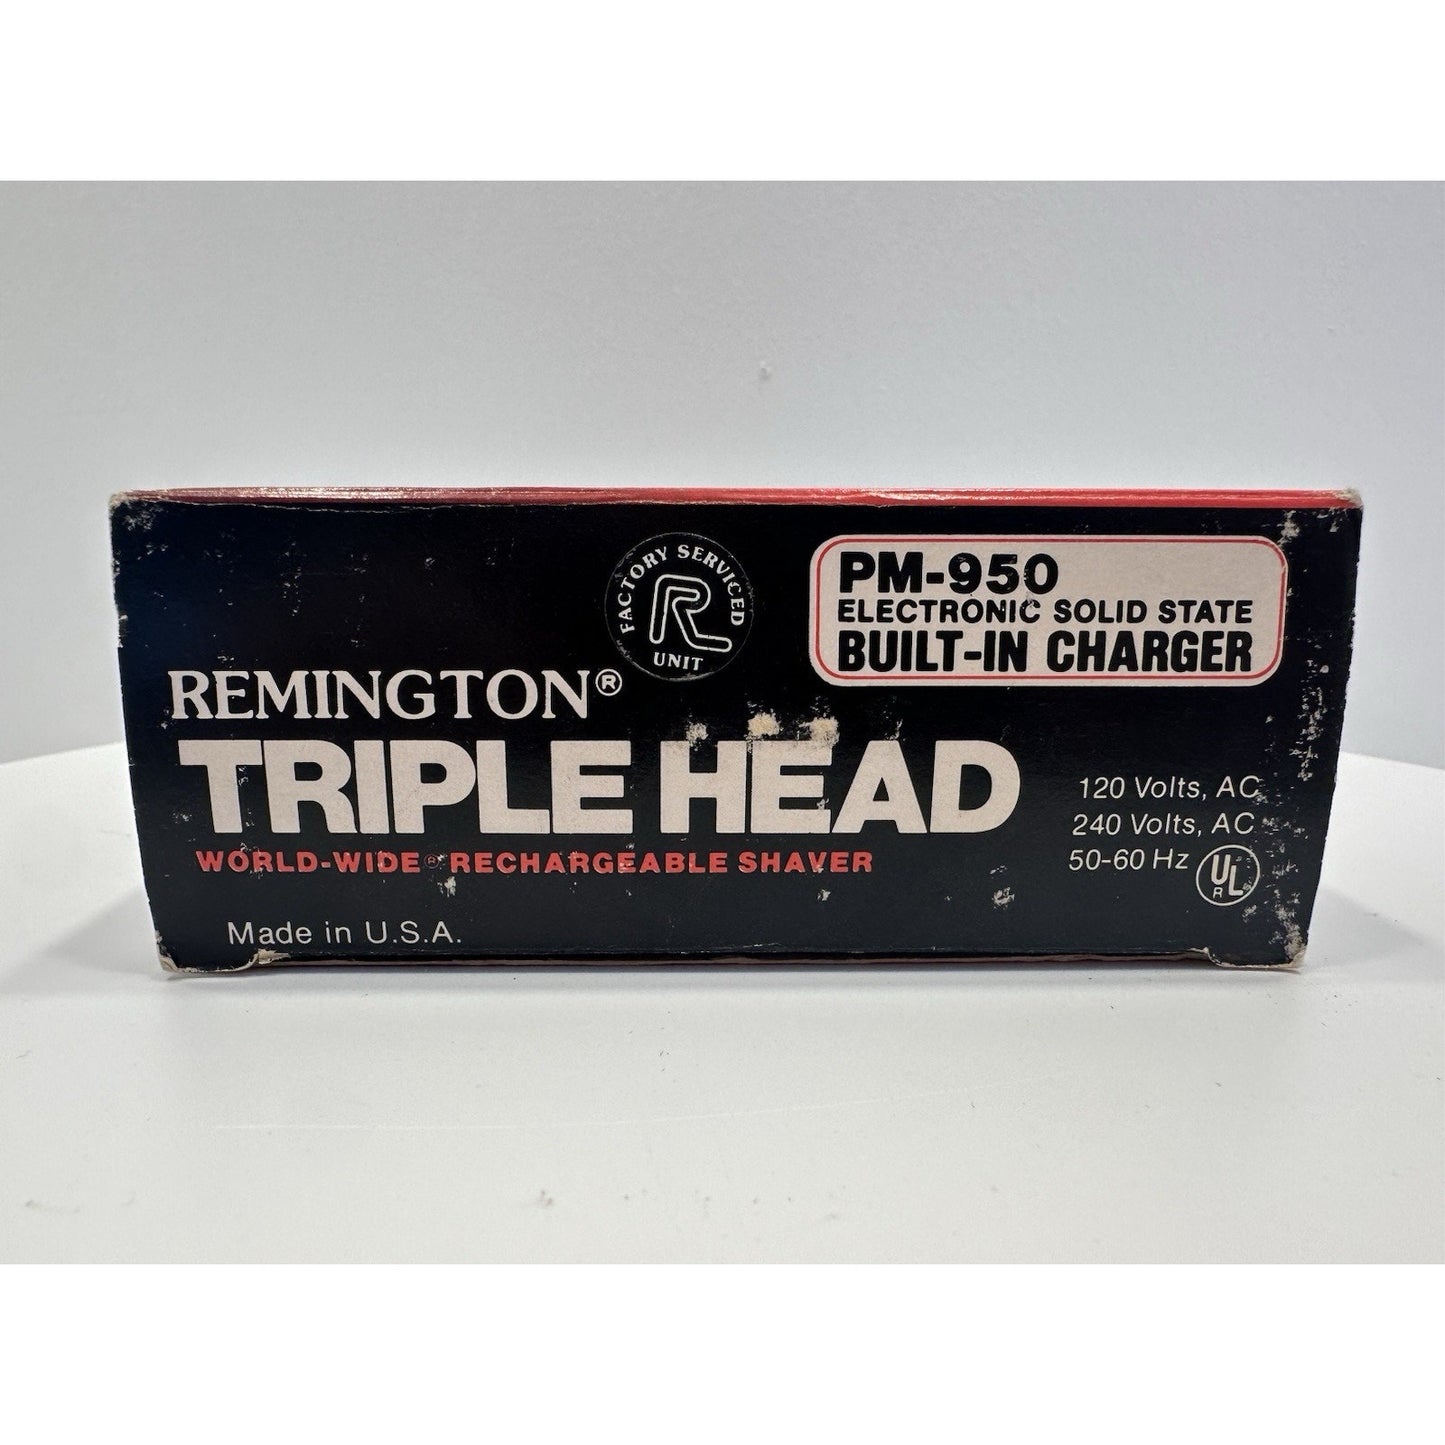 FACTORY SERVICED
R
UNIT
PM-950
ELECTRONIC SOLID STATE
BUILT-IN CHARGER
REMINGTON®
TRIPLE HEAD
WORLD-WIDE® RECHARGEABLE SHAVER
120 Volts, AC
240 Volts, AC
50-60 Hz
UL
R
Made in U.S.A.